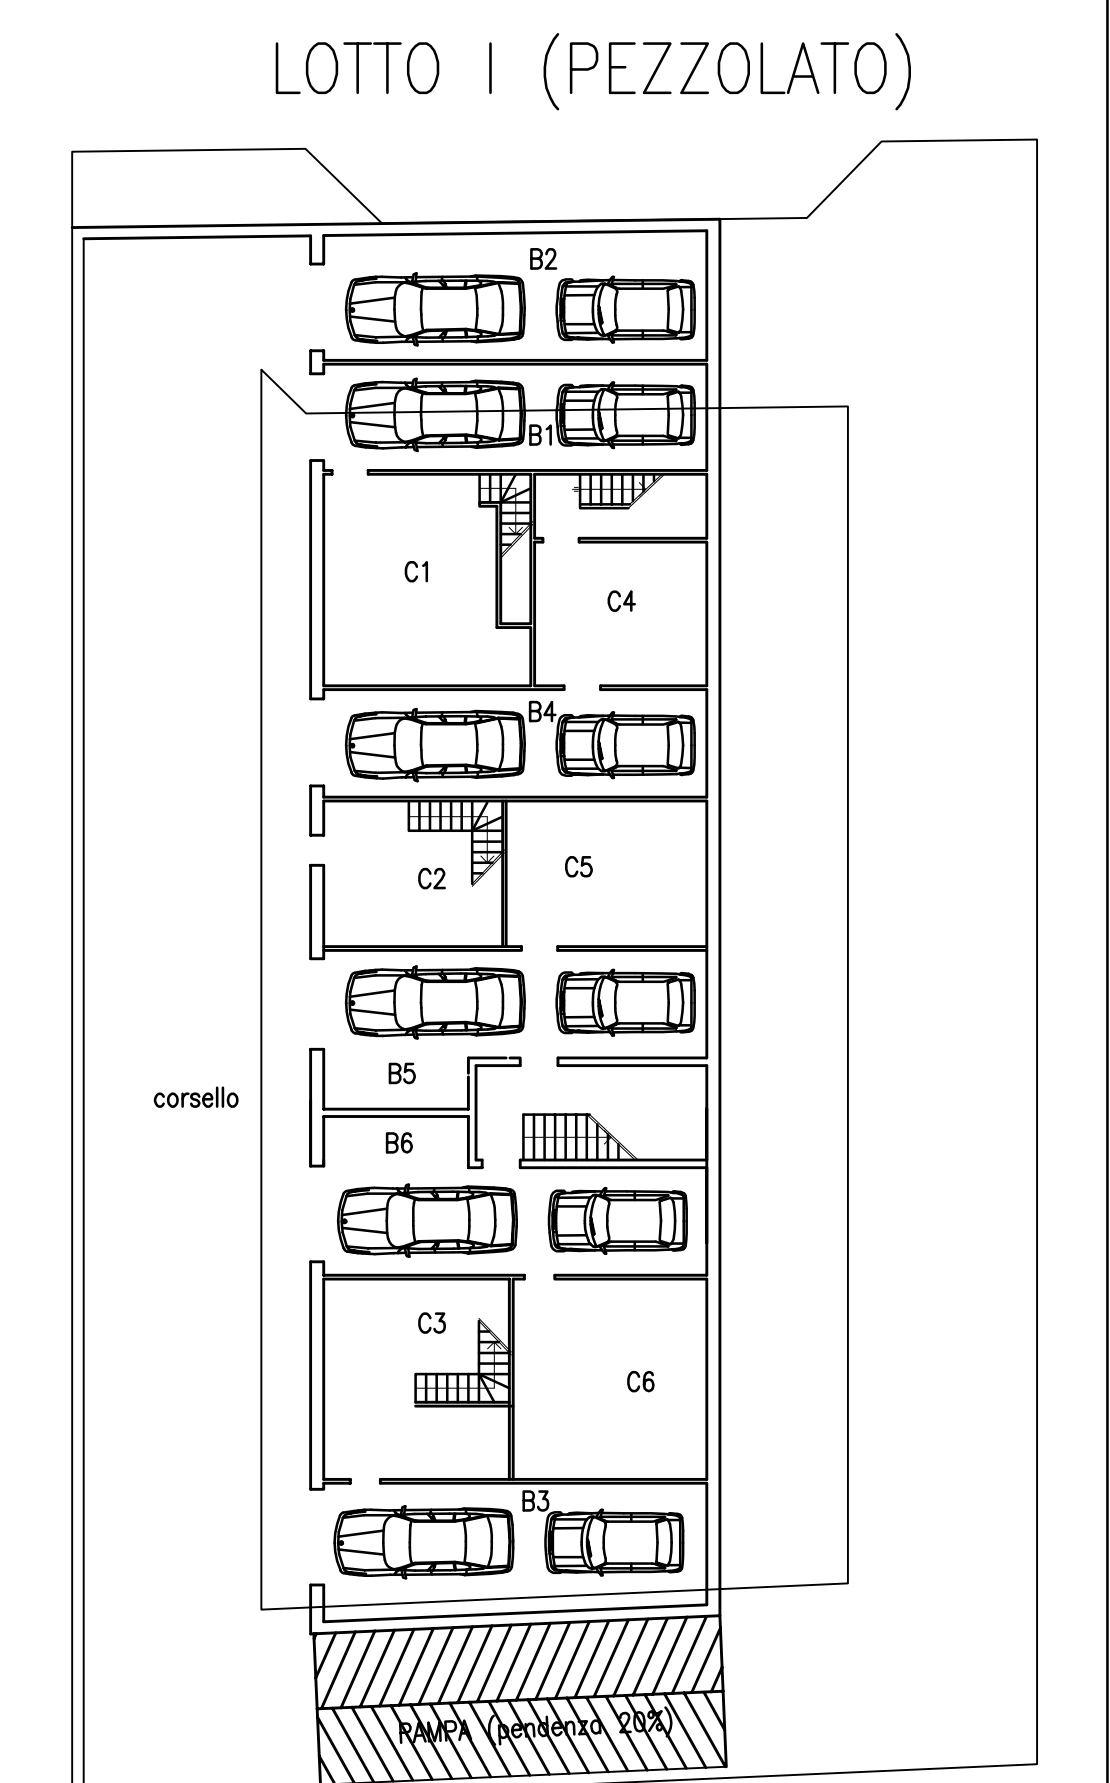 LOTTO I (PEZZOLATO)
B2
B1
C1
C4
B4
C2
C5
B5
corsello
B6
C3
C6
B3
RAMPA (pendenza 20%)